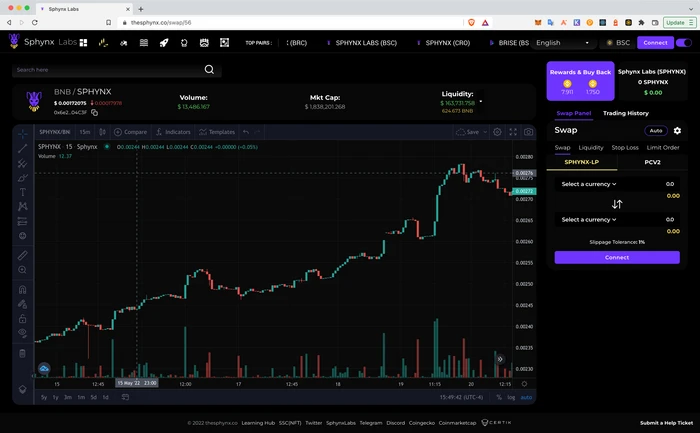 thesphynx.co/swap/56
Update
Sphynx Labs
TOP PAIRS :
(BRC)
SPHYNX LABS (BSC)
SPHYNX (CRO)
BRISE (BS
English
BSC
Connect
Search here
BNB/ SPHYNX
0x6e2...04C3F
Volume:
$ 13,486.167
Mkt Cap:
$ 1,838,201.268
Liquidity:
$ 163,731.758
624.673 BNB
Rewards & Buy Back
7.911
1.750
Sphynx Labs (SPHYNX)
0 SPHYNX
$ 0.00
Swap Panel
Trading History
Swap
Auto
Swap
Liquidity
Stop Loss
Limit Order
SPHYNX-LP
PCV2
Select a currency
0.0
0.00
Select a currency
0.0
0.00
Slippage Tolerance: 1%
Connect
SPHYNX/BN
15m
Compare
Indicators
Templates
Save
SPHYNX · 15 · Sphynx
O0.00244 H0.00244 L0.00244 C0.00244 +0.00000 (+0.05%)
Volume 12.37
0.00280
0.00276
0.00275
0.00272
0.00270
0.00265
0.00260
0.00255
0.00250
0.00245
0.00240
0.00235
0.00230
15
12:45
15 May '22 23:00
12:00
17
12:45
18
19
11:15
20
12:15
5y
1y
3m
1m
5d
1d
15:49:42 (UTC-4)
%
log
auto
© 2022 thesphynx.co
Learning Hub
SSC(NFT)
Twitter
SphynxLabs
Telegram
Discord
Coingecko
Coinmarketcap
CERTIK
Submit a Help Ticket